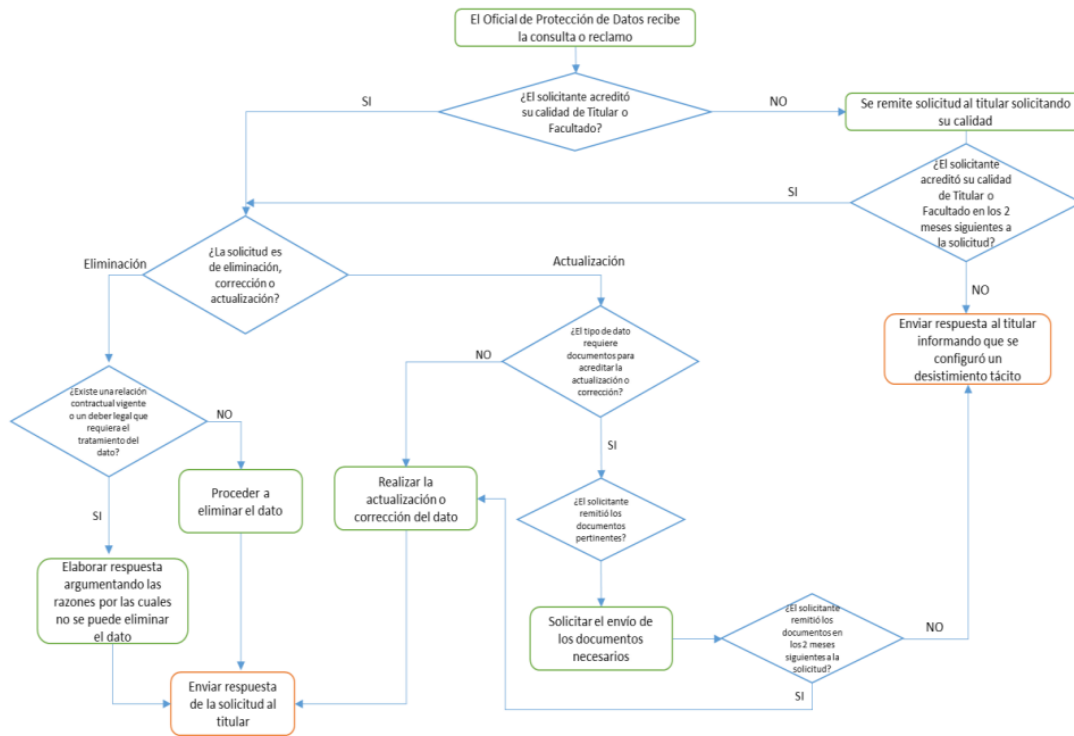 El Oficial de Protección de Datos recibe
la consulta o reclamo
SI
¿El solicitante acreditó
su calidad de Titular o
Facultado?
NO
Se remite solicitud al titular solicitando
su calidad
¿El solicitante
acreditó su calidad
de Titular o
Facultado en los 2
meses siguientes a
la solicitud?
SI
NO
Enviar respuesta al titular
informando que se
configuró un
desistimiento tácito
¿La solicitud es
de eliminación,
corrección o
actualización?
Eliminación
Actualización
¿El tipo de dato
requiere
documentos para
acreditar la
actualización o
corrección?
NO
SI
¿Existe una relación
contractual vigente
o un deber legal que
requiera el
tratamiento del
dato?
NO
SI
Proceder a
eliminar el dato
Realizar la
actualización o
corrección del dato
¿El solicitante
remitió los
documentos
pertinentes?
Elaborar respuesta
argumentando las
razones por las cuales
no se puede eliminar
el dato
Solicitar el envío de
los documentos
necesarios
¿El solicitante
remitió los
documentos en
los 2 meses
siguientes a la
solicitud?
NO
SI
Enviar respuesta
de la solicitud al
titular